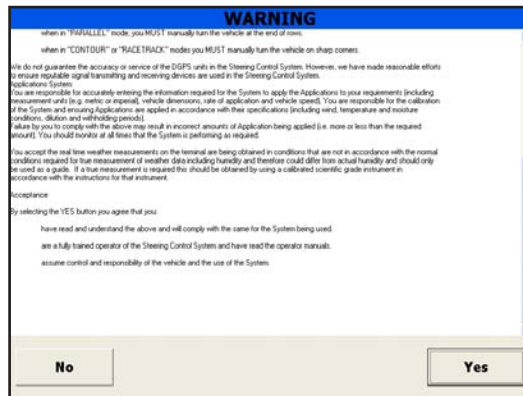 WARNING
when in "PARALLEL" mode, you MUST manually turn the vehicle at the end of rows.
when in "CONTOUR" or "RACETRACK" modes you MUST manually turn the vehicle on sharp corners.
We do not guarantee the accuracy or service of the DGPS units in the Steering Control System. However, we have made reasonable efforts
to ensure reputable signal transmitting and receiving devices are used in the Steering Control System.
Applications System:
You are responsible for accurately entering the information required for the System to apply the Applications to your requirements (including
measurement units (e.g. metric or imperial), vehicle dimensions, rate of application and vehicle speed). You are responsible for the calibration
of the System and ensuring Applications are applied in accordance with their specifications (including wind, temperature and moisture
conditions, dilution and withholding periods).
Failure by you to comply with the above may result in incorrect amounts of Application being applied (i.e. more or less than the required
amount). You should monitor at all times that the System is performing as required.
You accept the real time weather measurements on the terminal are being obtained in conditions that are not in accordance with the normal
conditions required for true measurement of weather data including humidity and therefore could differ from actual humidity and should only
be used as a guide. If a true measurement is required this should be obtained by using a calibrated scientific grade instrument in
accordance with the instructions for that instrument.
Acceptance
By selecting the YES button you agree that you:
have read and understand the above and will comply with the same for the System being used.
are a fully trained operator of the Steering Control System and have read the operator manuals.
assume control and responsibility of the vehicle and the use of the System.
No
Yes